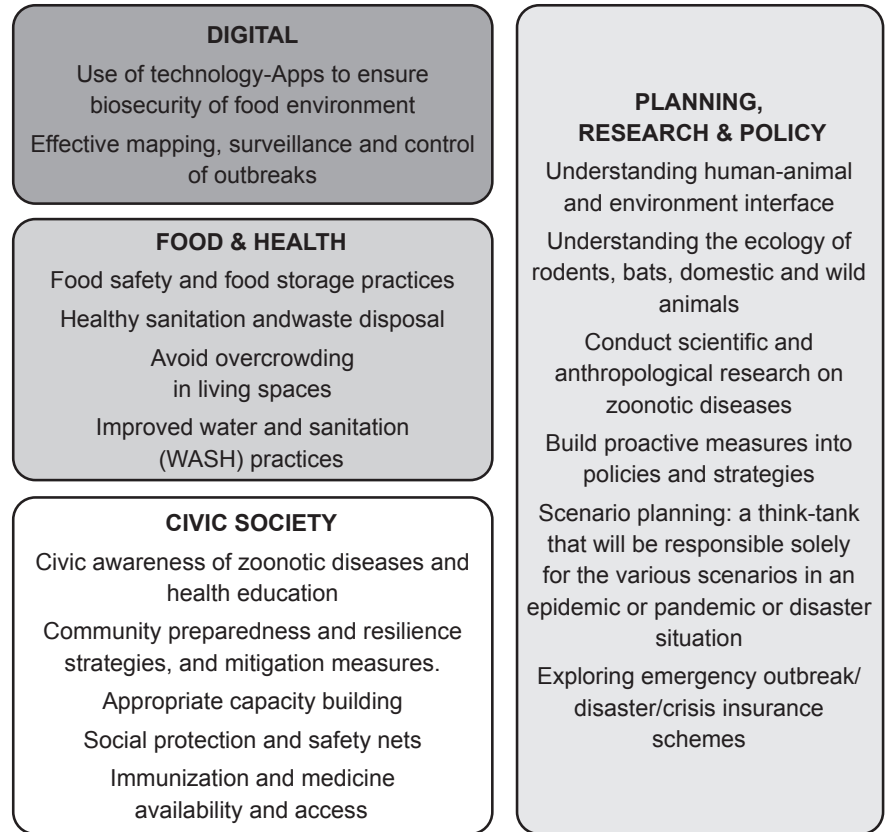 DIGITAL
Use of technology-Apps to ensure
biosecurity of food environment
Effective mapping, surveillance and control
of outbreaks
FOOD & HEALTH
Food safety and food storage practices
Healthy sanitation andwaste disposal
Avoid overcrowding
in living spaces
Improved water and sanitation
(WASH) practices
CIVIC SOCIETY
Civic awareness of zoonotic diseases and
health education
Community preparedness and resilience
strategies, and mitigation measures.
Appropriate capacity building
Social protection and safety nets
Immunization and medicine
availability and access
PLANNING,
RESEARCH & POLICY
Understanding human-animal
and environment interface
Understanding the ecology of
rodents, bats, domestic and wild
animals
Conduct scientific and
anthropological research on
zoonotic diseases
Build proactive measures into
policies and strategies
Scenario planning: a think-tank
that will be responsible solely
for the various scenarios in an
epidemic or pandemic or disaster
situation
Exploring emergency outbreak/
disaster/crisis insurance
schemes